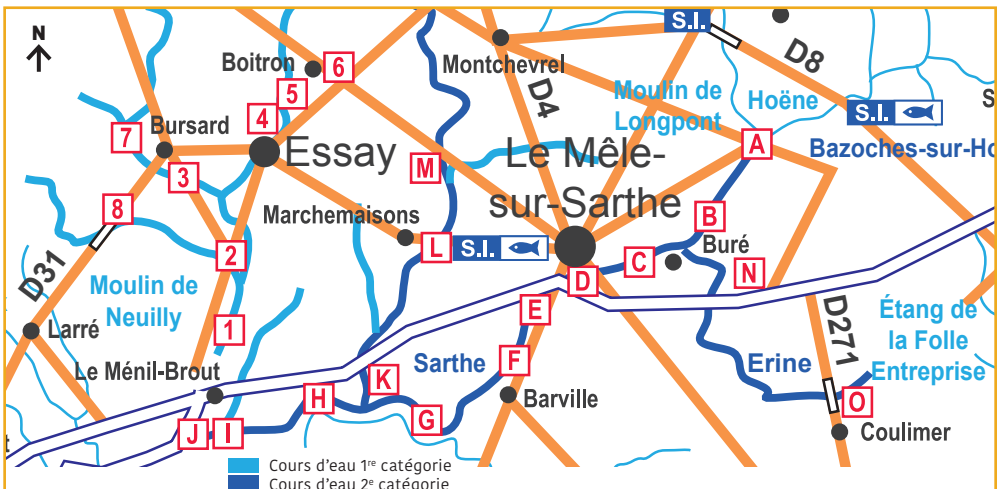 N
S.I.
Boitron
6
Montchevrel
D8
5
D4
Moulin de
Longpont
Hoëne
S.I.
4
7
Bursard
Essay
A
Bazoches-sur-Ho
3
M
Le Mêle-
sur-Sarthe
8
Marchemaisons
B
L
S.I.
Buré
2
C
N
D31
D
Moulin de
Neuilly
E
D271
Étang de
la Folle
Entreprise
1
Larré
Sarthe
F
Erine
Le Ménil-Brout
K
H
Barville
O
G
J
I
Coulimer
t
Cours d'eau 1re catégorie
Cours d'eau 2e catégorie